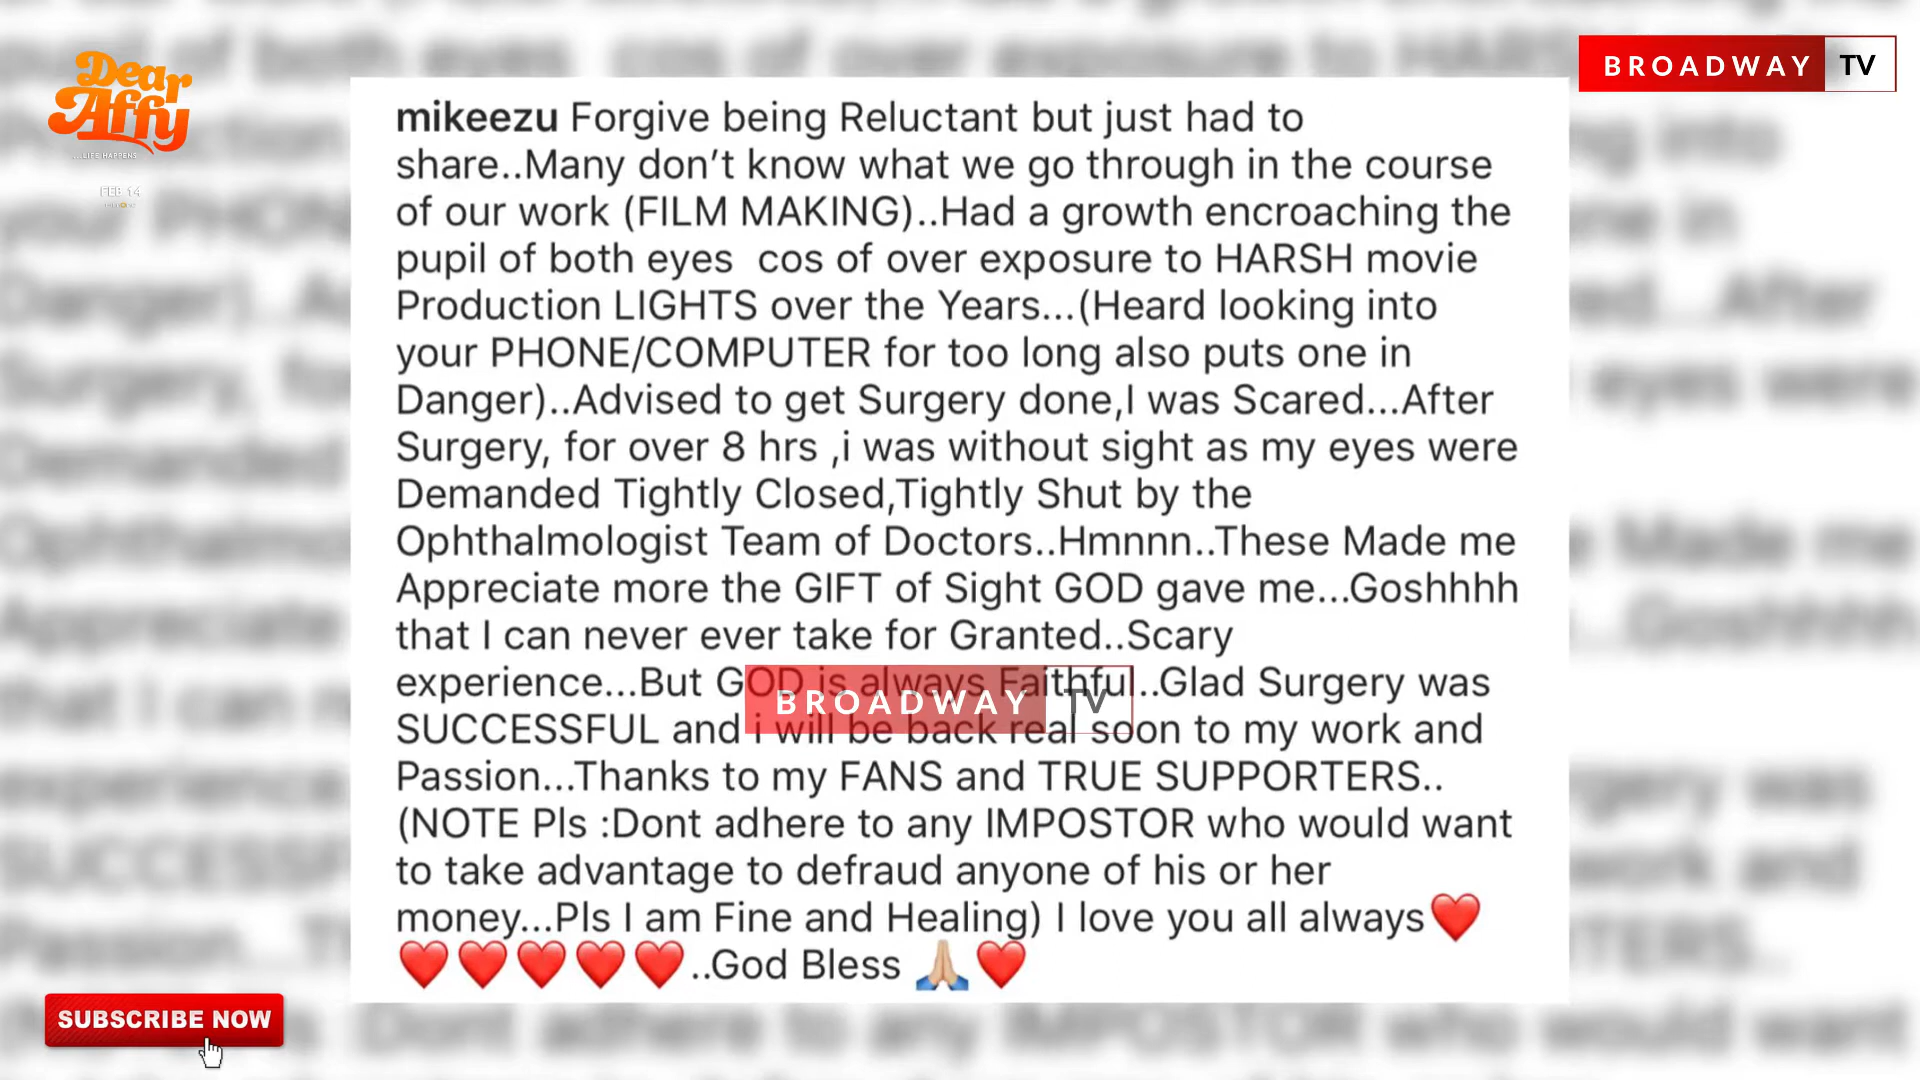 Dear
Affy
...LIFE HAPPENS
FEB 14
BROADWAY TV
mikeezu Forgive being Reluctant but just had to
share..Many don’t know what we go through in the course
of our work (FILM MAKING)..Had a growth encroaching the
pupil of both eyes  cos of over exposure to HARSH movie
Production LIGHTS over the Years...(Heard looking into
your PHONE/COMPUTER for too long also puts one in
Danger)..Advised to get Surgery done,I was Scared...After
Surgery, for over 8 hrs ,i was without sight as my eyes were
Demanded Tightly Closed,Tightly Shut by the
Ophthalmologist Team of Doctors..Hmnnn..These Made me
Appreciate more the GIFT of Sight GOD gave me...Goshhhh
that I can never ever take for Granted..Scary
experience...But GOD is always Faithful..Glad Surgery was
BROADWAY TV
SUCCESSFUL and i will be back real soon to my work and
Passion...Thanks to my FANS and TRUE SUPPORTERS..
(NOTE Pls :Dont adhere to any IMPOSTOR who would want
to take advantage to defraud anyone of his or her
money...Pls I am Fine and Healing) I love you all always❤️
❤️❤️❤️❤️❤️..God Bless 🙏🏼❤️
SUBSCRIBE NOW